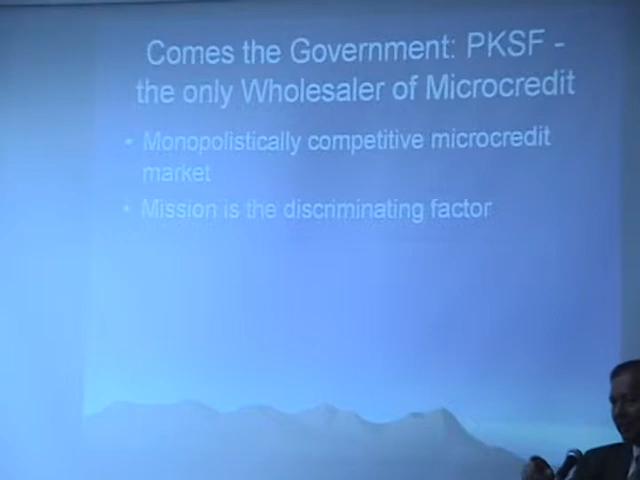 Comes the Government: PKSF -
the only Wholesaler of Microcredit
• Monopolistically competitive microcredit
market
• Mission is the discriminating factor